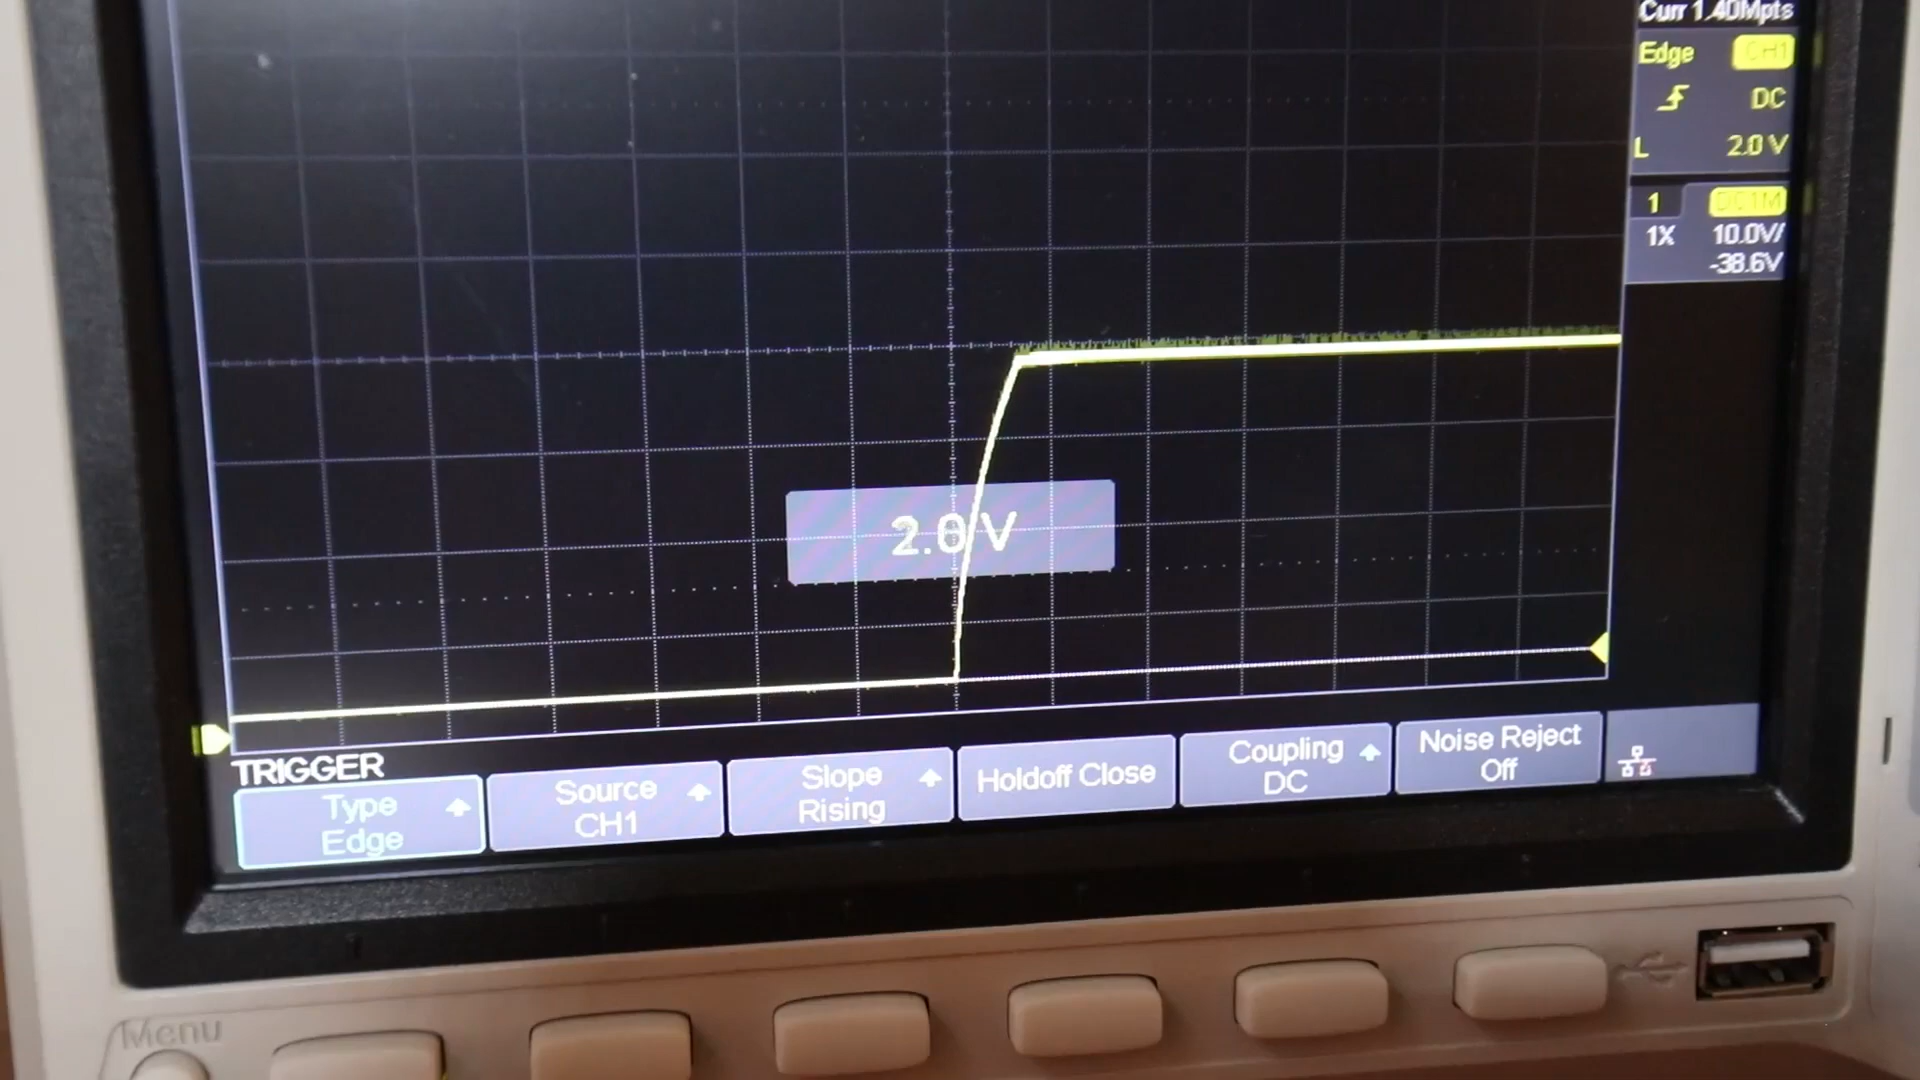 Curr 1.40Mpts
Edge CH1
DC
L 2.0 V
1 DC1M
1X 10.0V/
-38.6V
2.0 V
TRIGGER
Type
Edge
Source
CH1
Slope
Rising
Holdoff Close
Coupling
DC
Noise Reject
Off
Menu